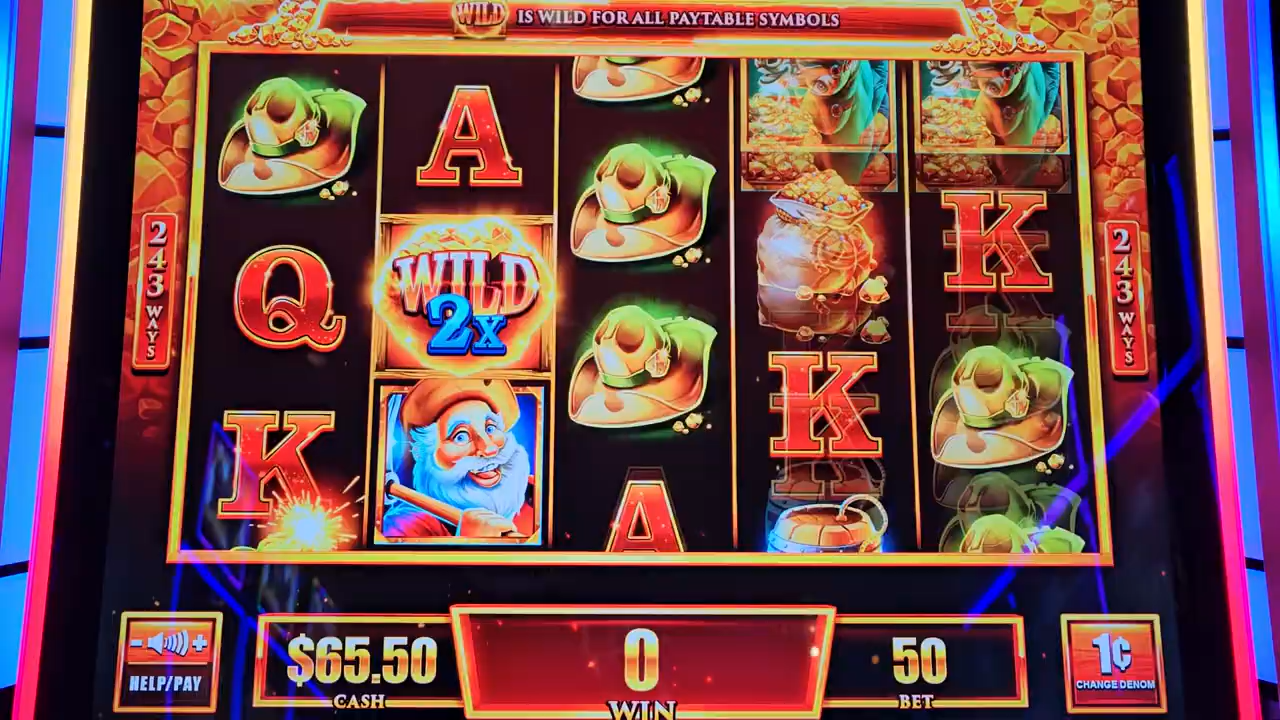 WILD IS WILD FOR ALL PAYTABLE SYMBOLS
A
243 WAYS
Q
WILD
2X
K
243 WAYS
K
K
A
- +
HELP/PAY
$65.50
CASH
0
WIN
50
BET
1¢
CHANGE DENOM